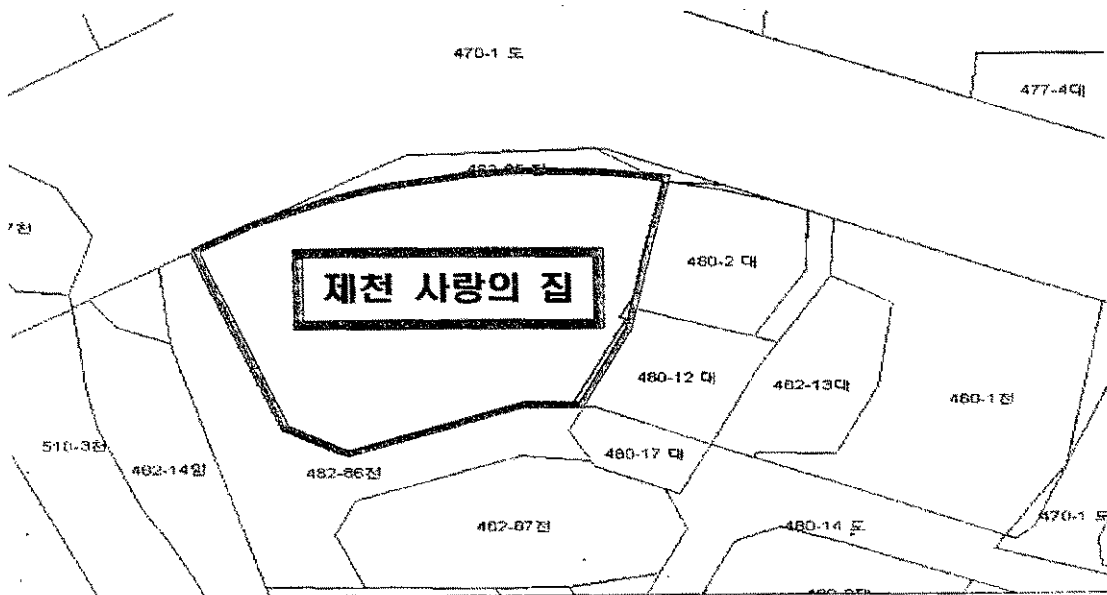 470-1 도
477-4대
제천 사랑의 집
480-2 대
480-12 대
482-13대
480-1전
510-3천
482-14임
482-86전
480-17 대
482-87전
480-14 도
470-1 도